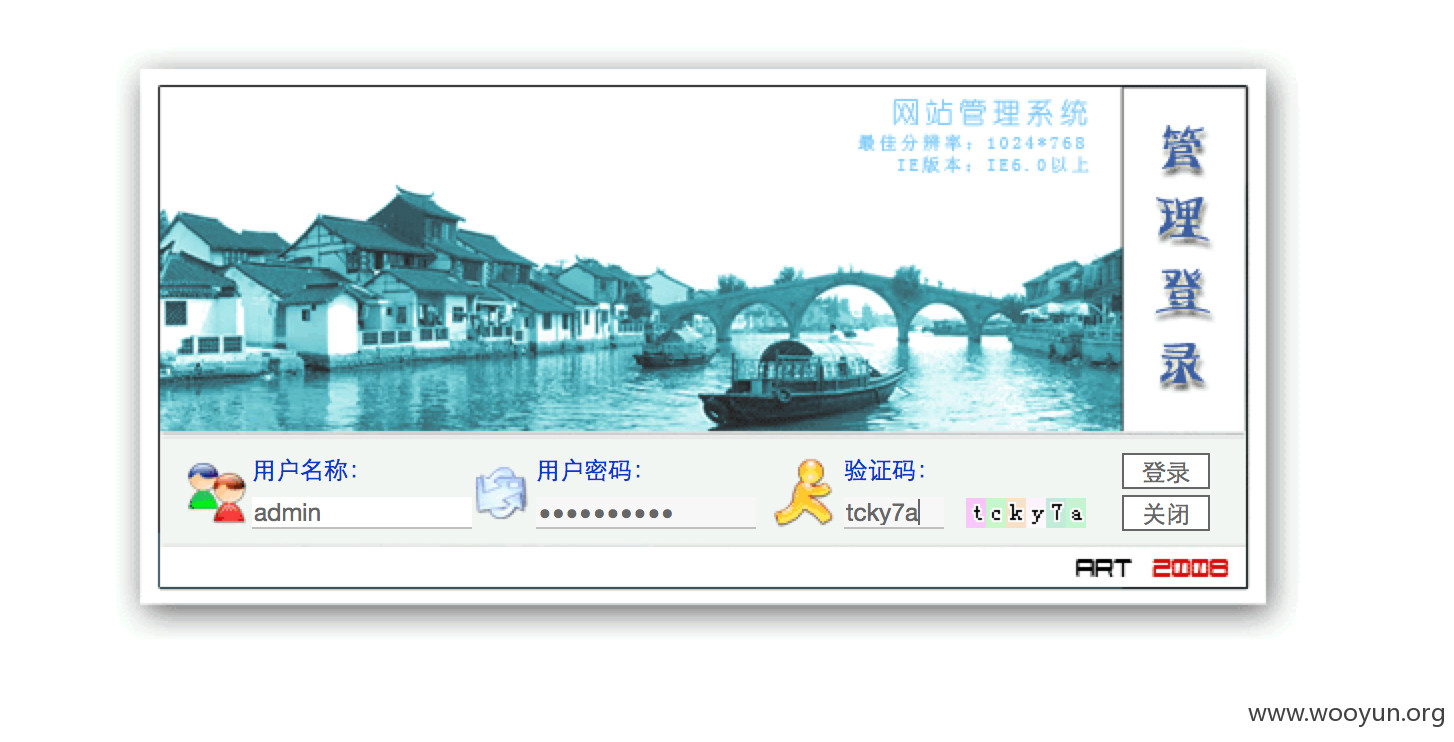 网站管理系统
最佳分辨率：1024*768
IE版本：IE6.0以上
管理登录
用户名称：
用户密码：
验证码：
登录
admin
••••••••••
tcky7a
tcky7a
关闭
ART 2008
www.wooyun.org